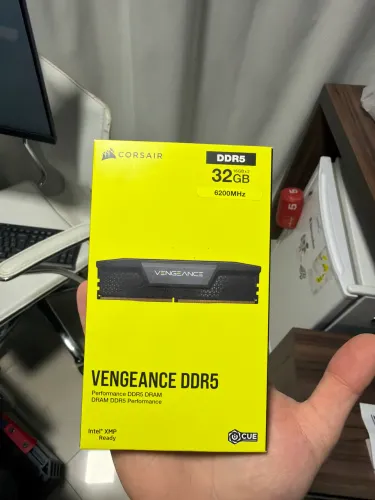 CORSAIR
DDR5
32GB
6200MHz
VENGEANCE
VENGEANCE DDR5
Performance DDR5 DRAM
DRAM DDR5 Performance
Intel® XMP
Ready
iCUE